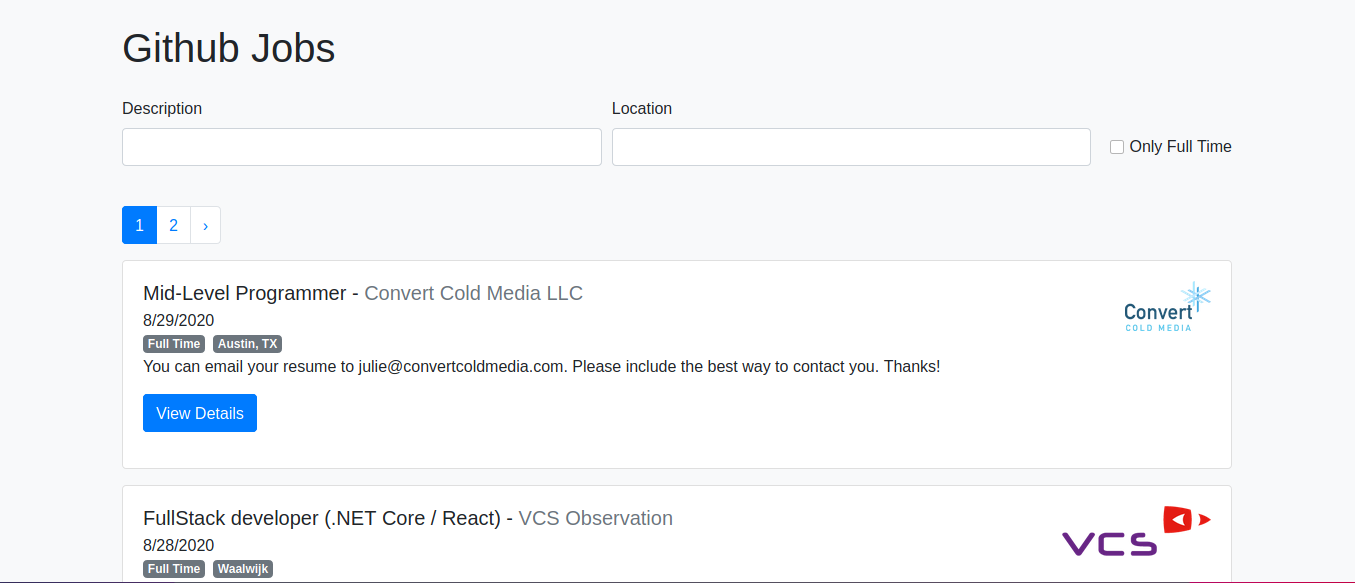 Github Jobs
Description
Location
Only Full Time
1 2 ›
Mid-Level Programmer - Convert Cold Media LLC
8/29/2020
Full Time Austin, TX
You can email your resume to julie@convertcoldmedia.com. Please include the best way to contact you. Thanks!
View Details
Convert
COLD MEDIA
FullStack developer (.NET Core / React) - VCS Observation
8/28/2020
Full Time Waalwijk
VCS